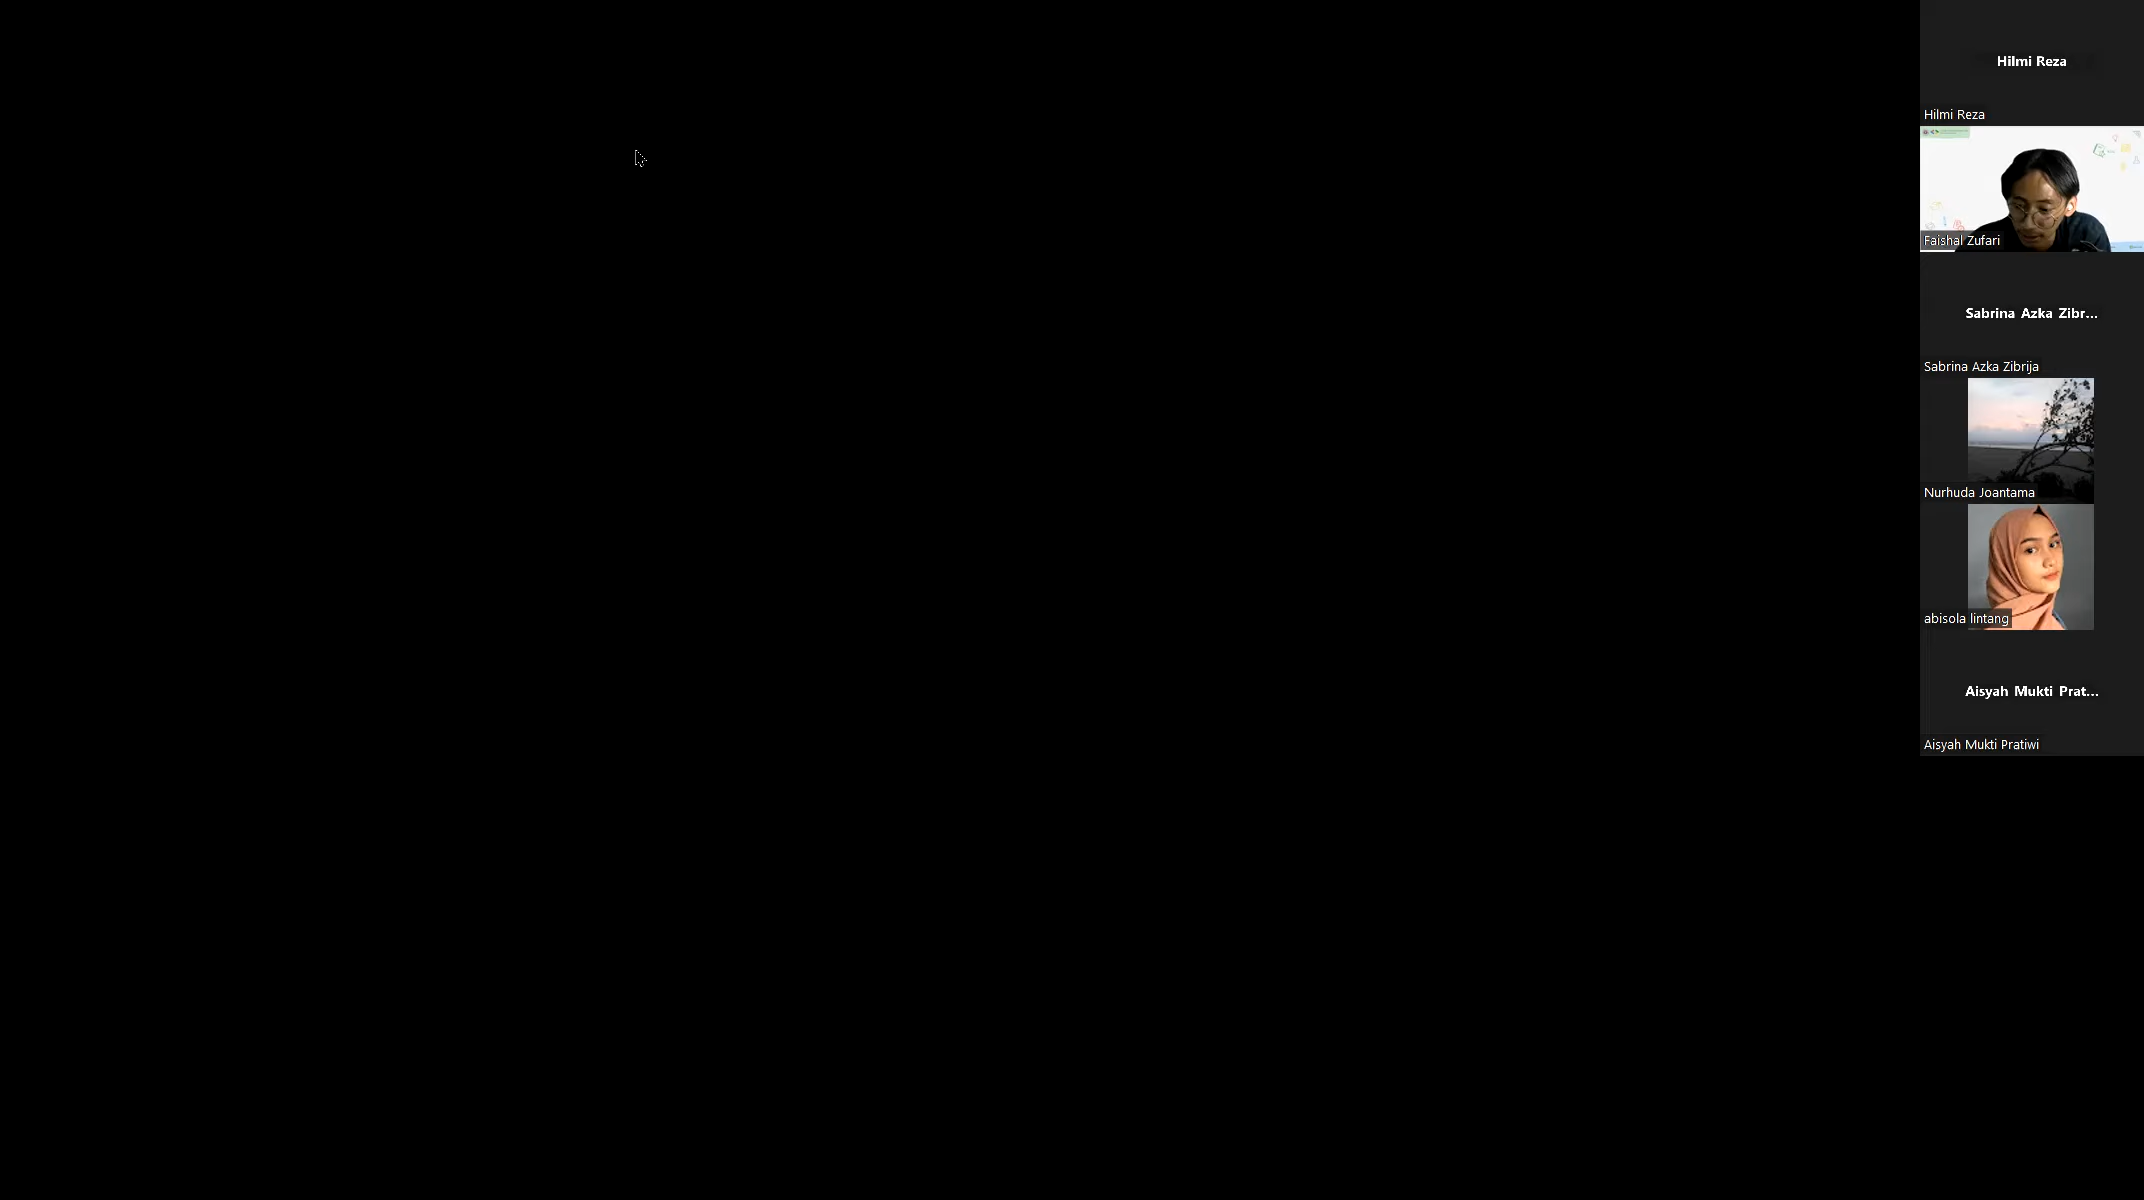 Hilmi Reza
Hilmi Reza
Faishal Zufari
Sabrina Azka Zibr...
Sabrina Azka Zibrija
Nurhuda Joantama
abisola lintang
Aisyah Mukti Prat...
Aisyah Mukti Pratiwi